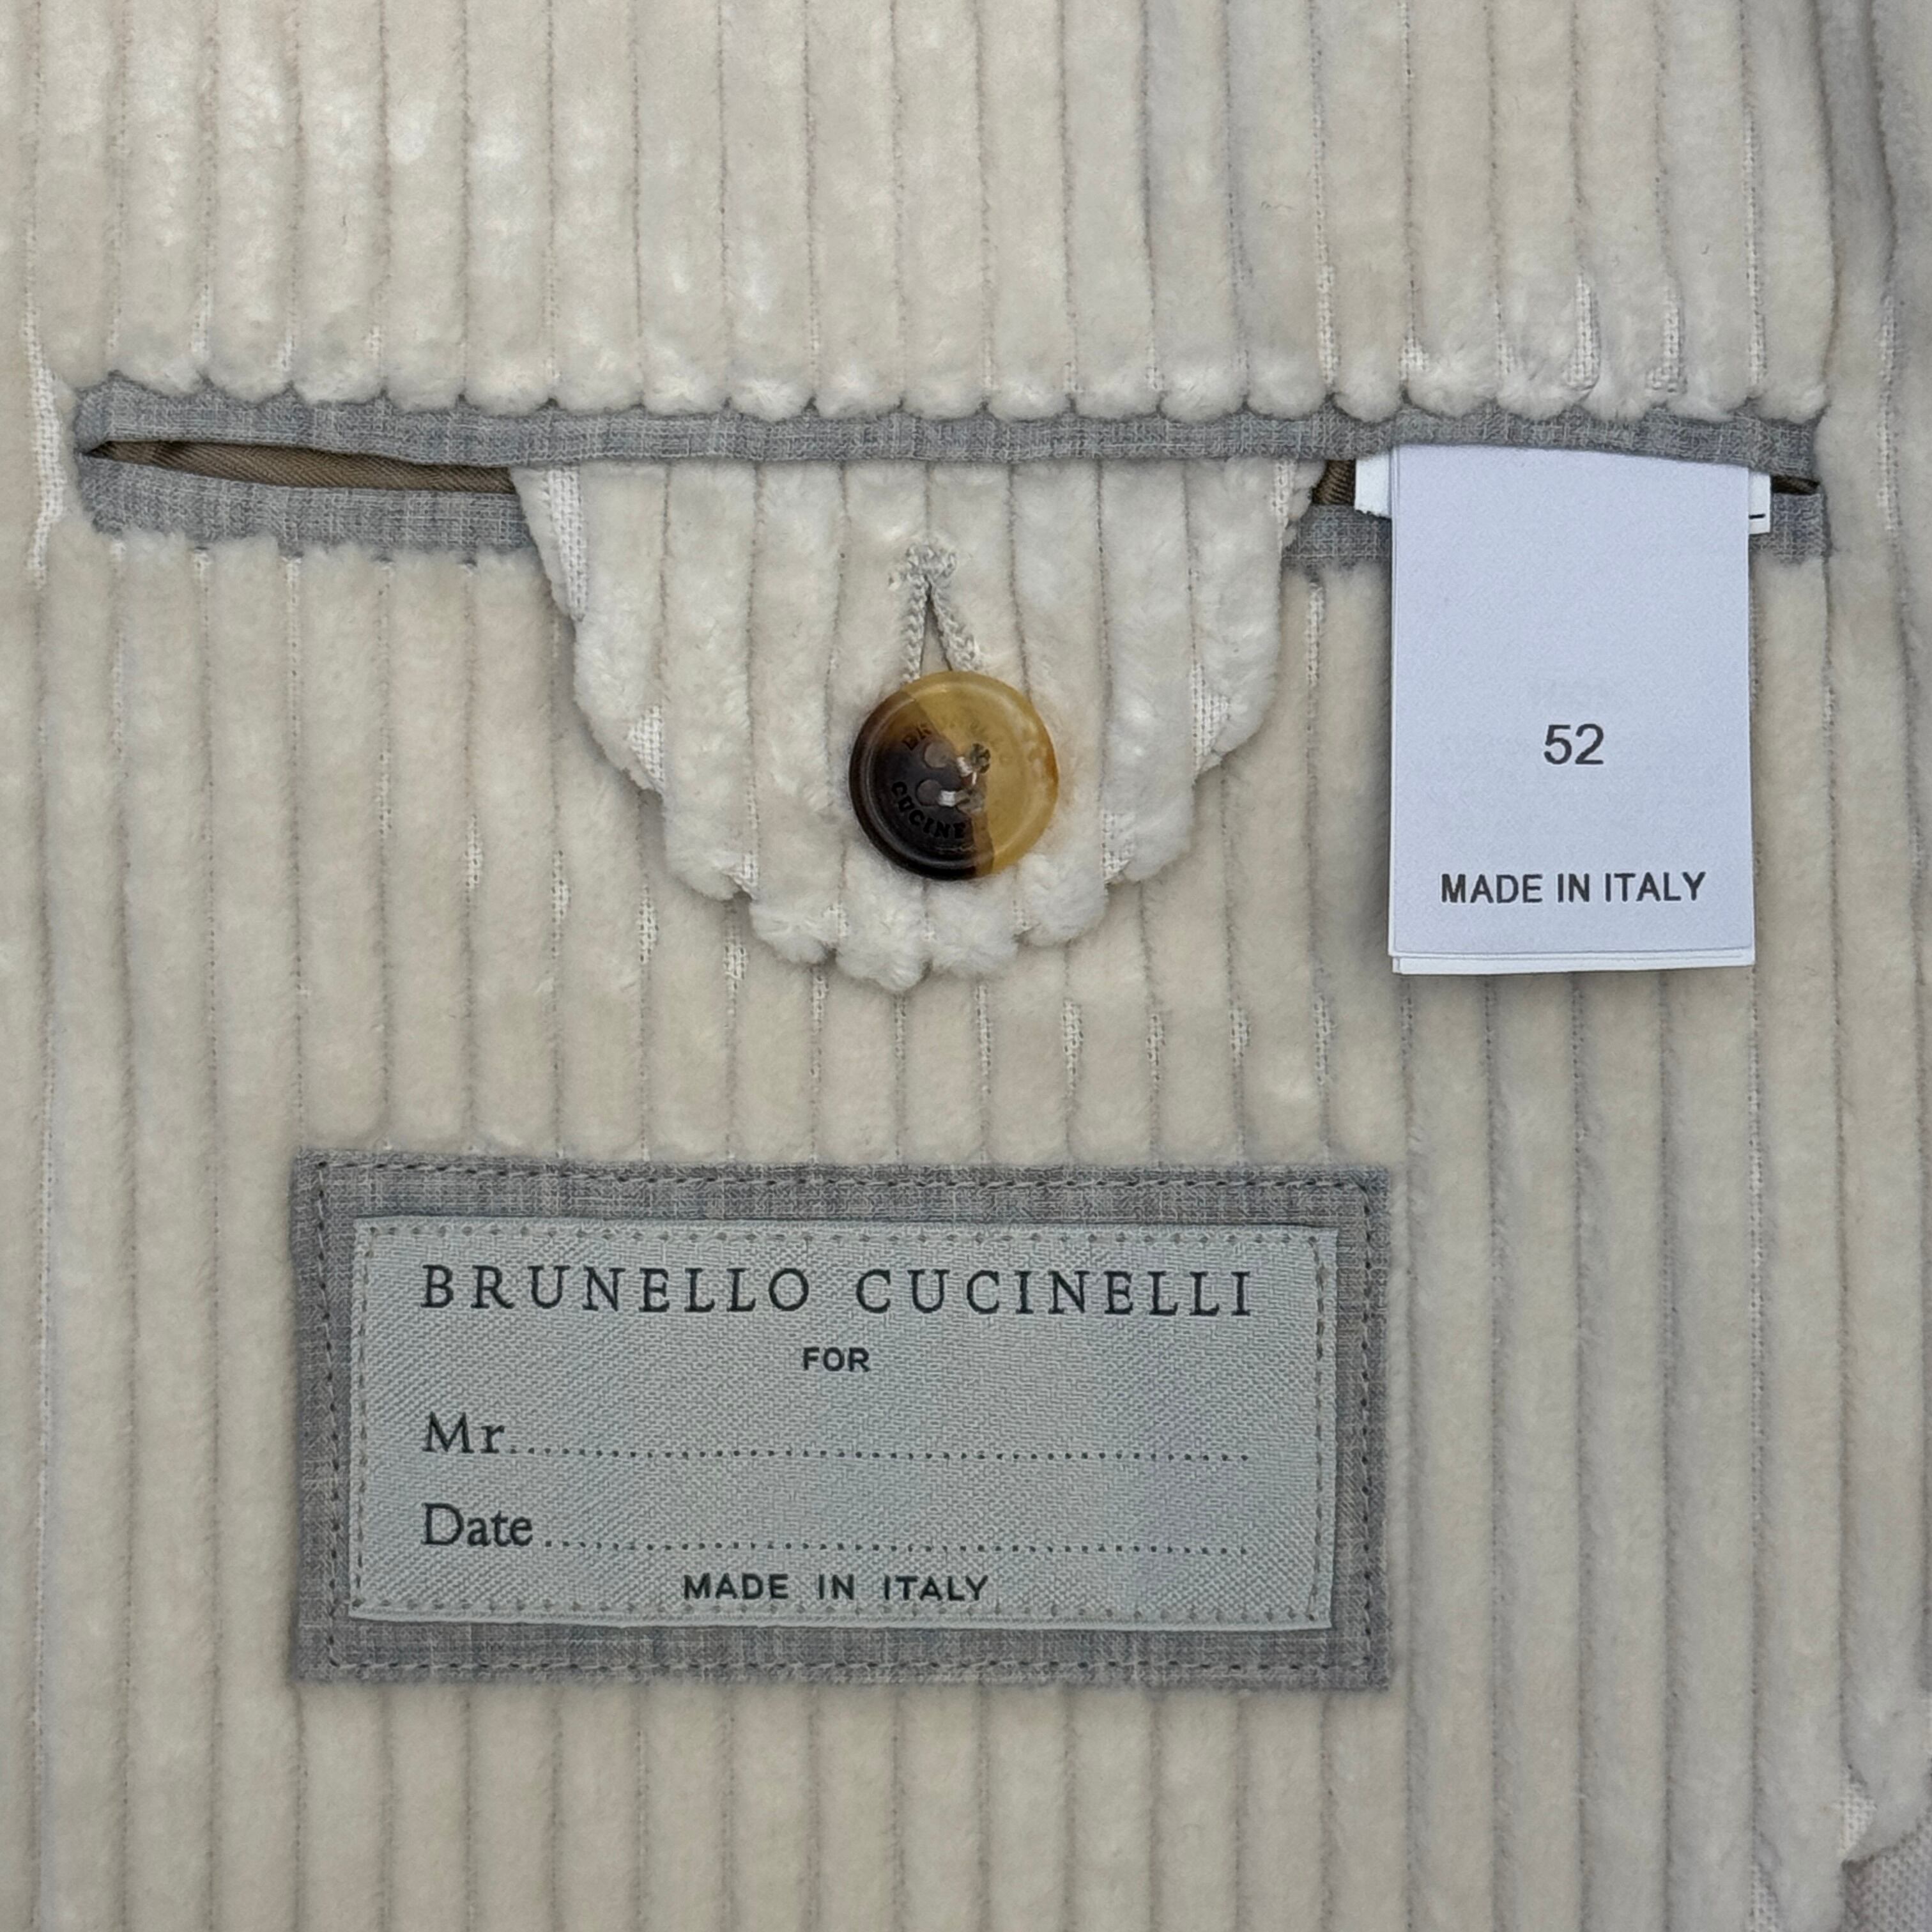 52
MADE IN ITALY
BRUNELLO CUCINELLI
FOR
Mr
Date
MADE IN ITALY